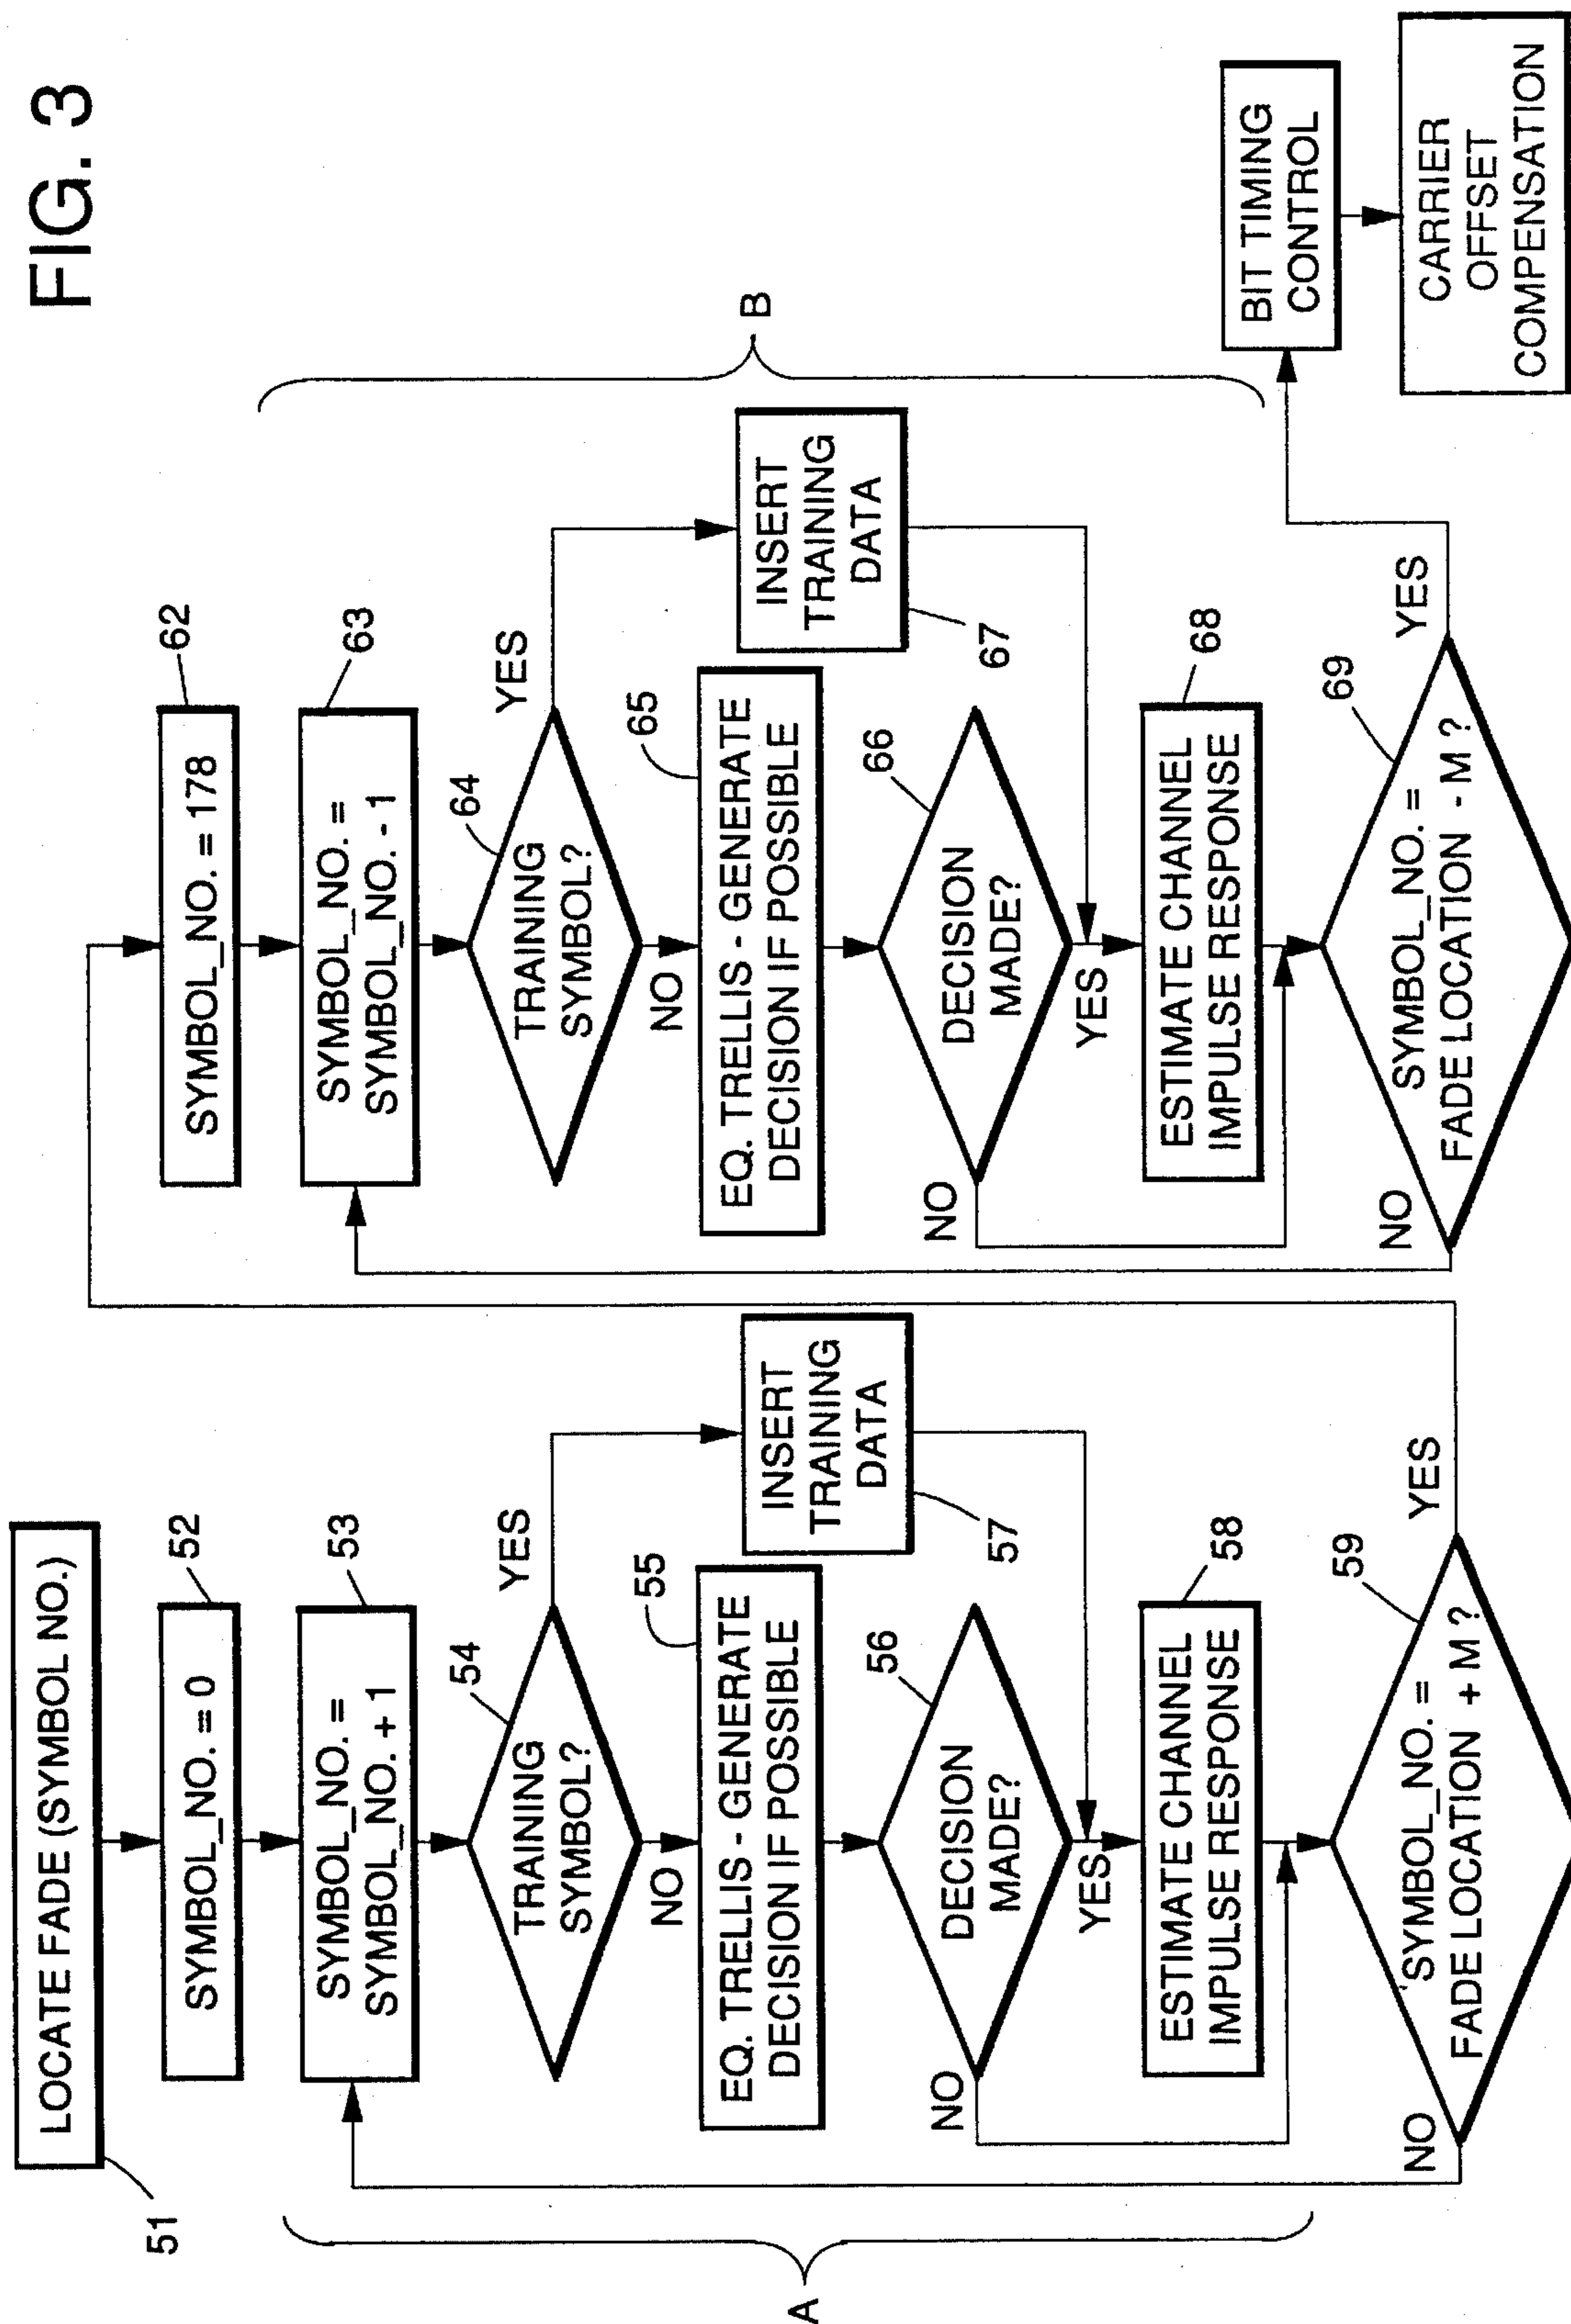 FIG. 3
LOCATE FADE (SYMBOL NO.)
51
SYMBOL_NO. = 0
52
SYMBOL_NO. =
SYMBOL_NO. + 1
53
TRAINING
SYMBOL?
54
YES
NO
EQ. TRELLIS - GENERATE
DECISION IF POSSIBLE
55
INSERT
TRAINING
DATA
57
DECISION
MADE?
56
NO
YES
ESTIMATE CHANNEL
IMPULSE RESPONSE
58
SYMBOL_NO. =
FADE LOCATION + M ?
59
NO
YES
A
SYMBOL_NO. = 178
62
SYMBOL_NO. =
SYMBOL_NO. - 1
63
TRAINING
SYMBOL?
64
YES
NO
EQ. TRELLIS - GENERATE
DECISION IF POSSIBLE
65
INSERT
TRAINING
DATA
67
DECISION
MADE?
66
NO
YES
ESTIMATE CHANNEL
IMPULSE RESPONSE
68
SYMBOL_NO. =
FADE LOCATION - M ?
69
NO
YES
B
BIT TIMING
CONTROL
CARRIER
OFFSET
COMPENSATION